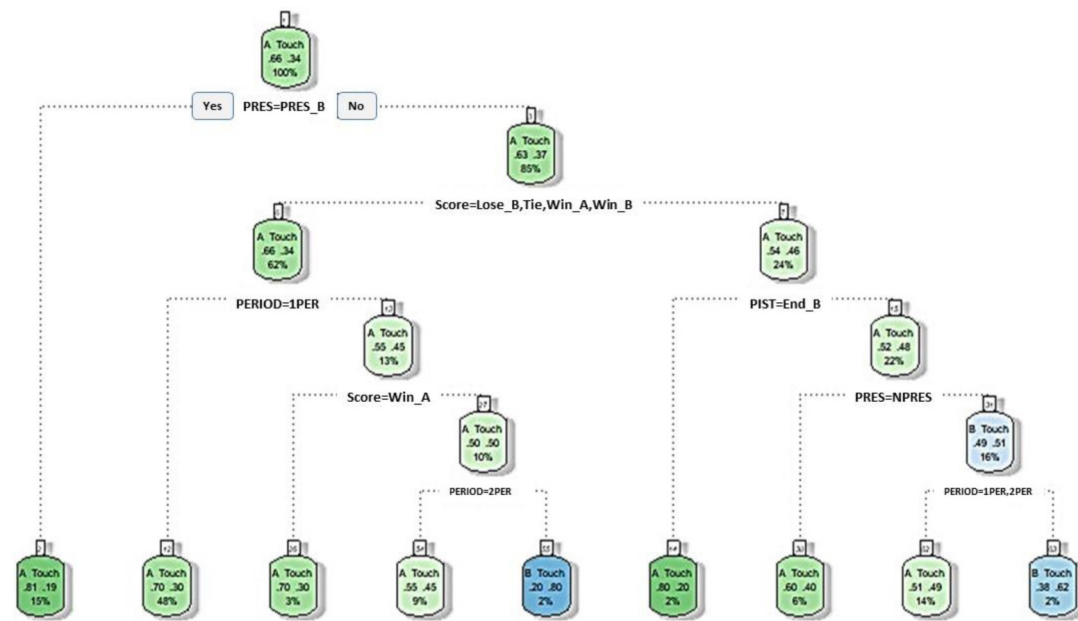 A Touch
.66 .34
100%
Yes PRES=PRES_B No
A Touch
.63 .37
85%
Score=Lose_B,Tie,Win_A,Win_B
A Touch
.66 .34
62%
A Touch
.54 .46
24%
PERIOD=1PER
PIST=End_B
A Touch
.55 .45
13%
A Touch
.52 .48
22%
Score=Win_A
PRES=NPRES
A Touch
.50 .50
10%
B Touch
.49 .51
16%
PERIOD=2PER
PERIOD=1PER,2PER
A Touch
.81 .19
15%
A Touch
.70 .30
48%
A Touch
.70 .30
3%
A Touch
.55 .45
9%
B Touch
.20 .80
2%
A Touch
.80 .20
2%
A Touch
.60 .40
6%
A Touch
.51 .49
14%
B Touch
.38 .62
2%